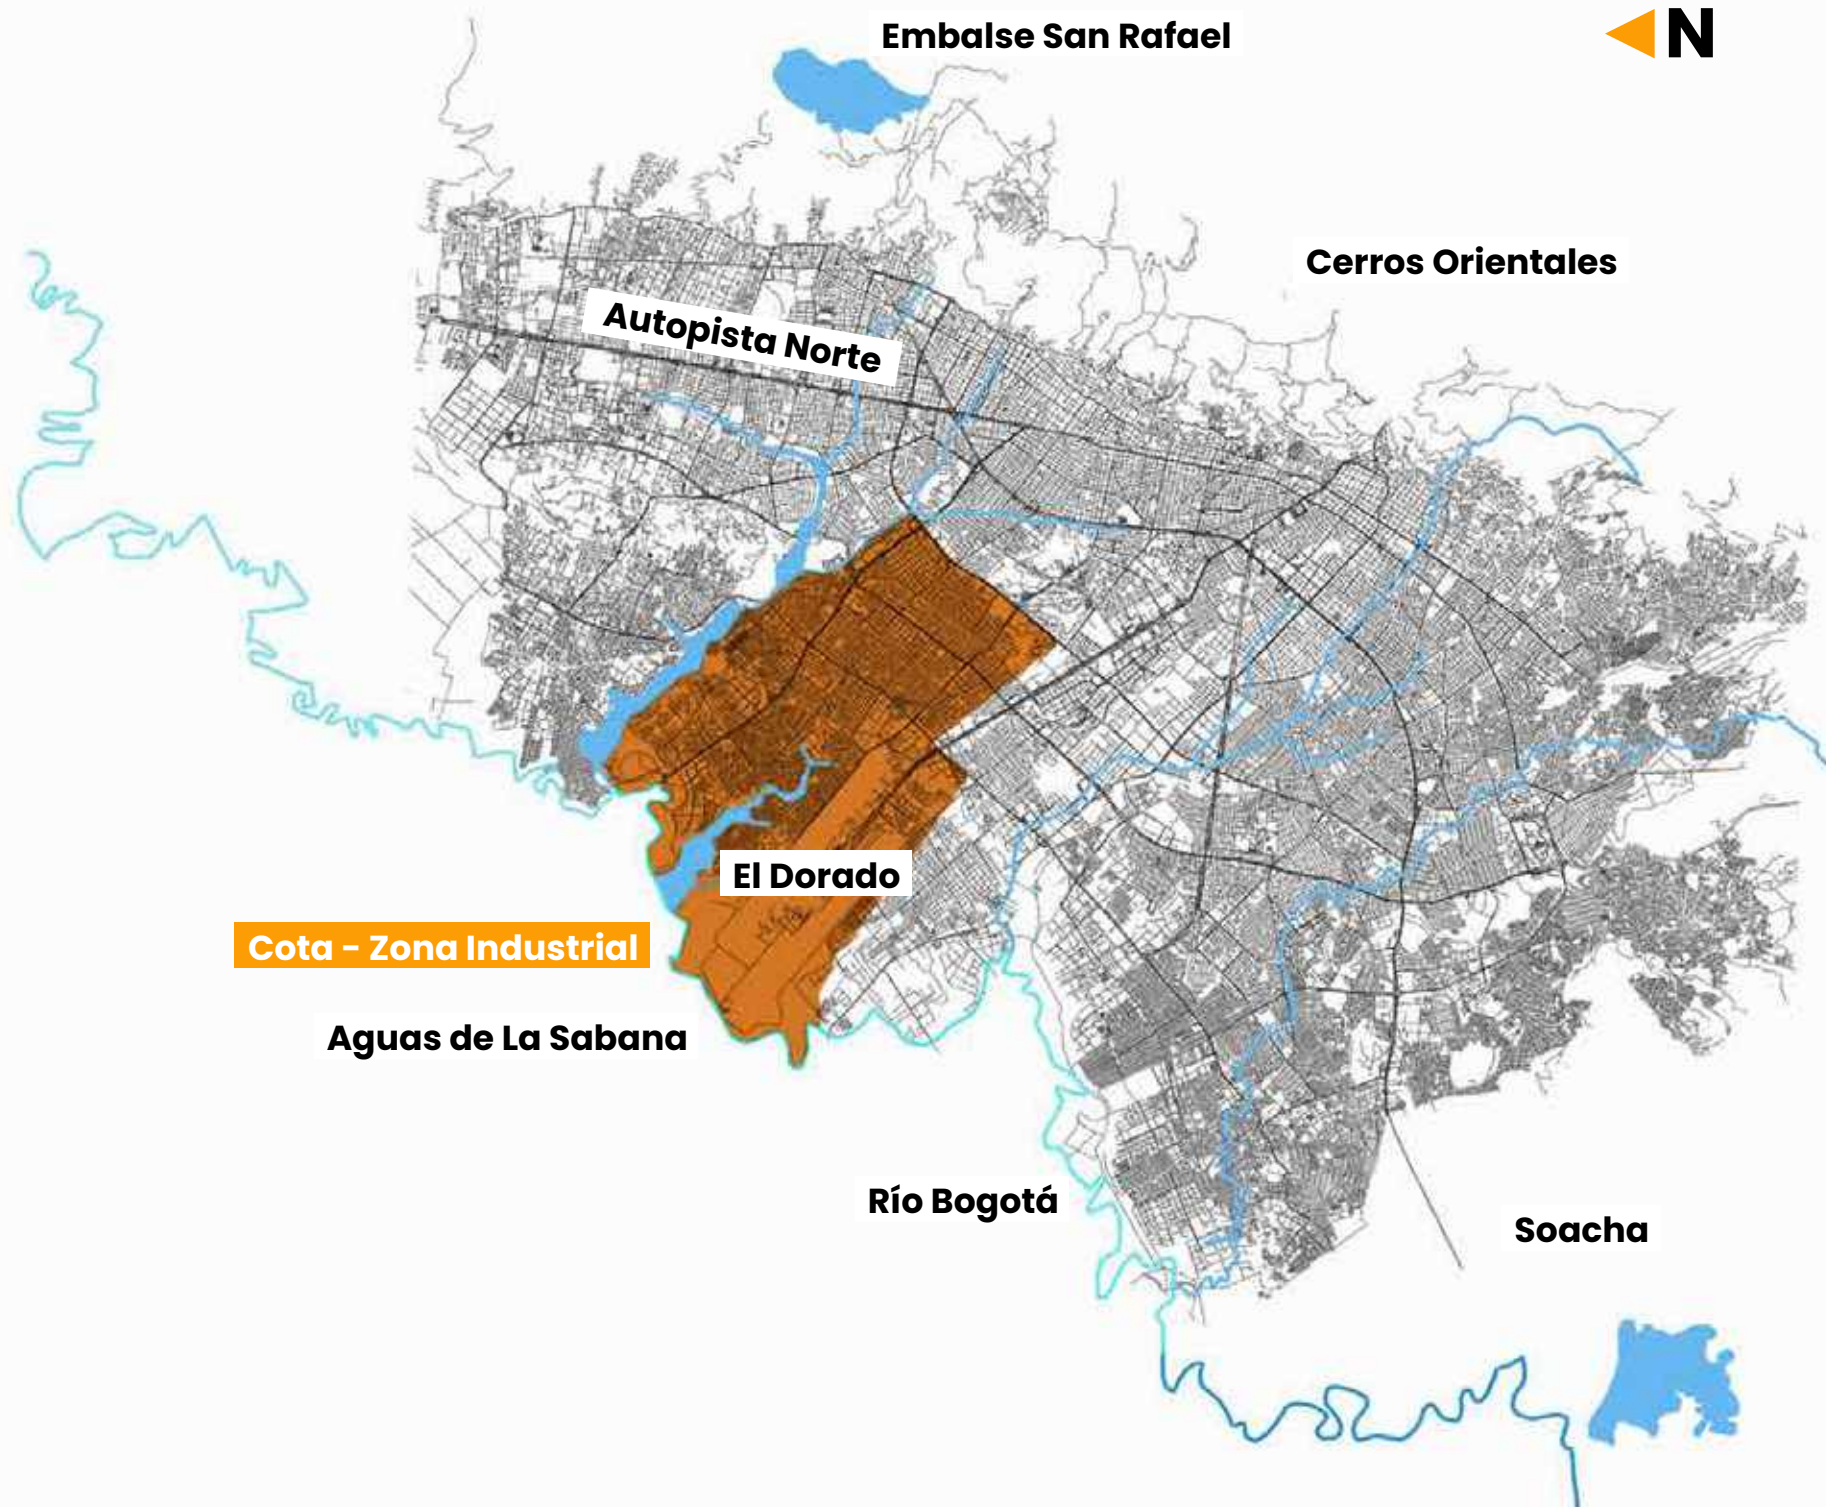 Embalse San Rafael
N
Cerros Orientales
Autopista Norte
El Dorado
Cota - Zona Industrial
Aguas de La Sabana
Río Bogotá
Soacha